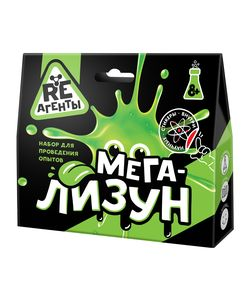 RE
АГЕНТЫ
8+
НАБОР ДЛЯ
ПРОВЕДЕНИЯ
ОПЫТОВ
МЕГА-
ЛИЗУН